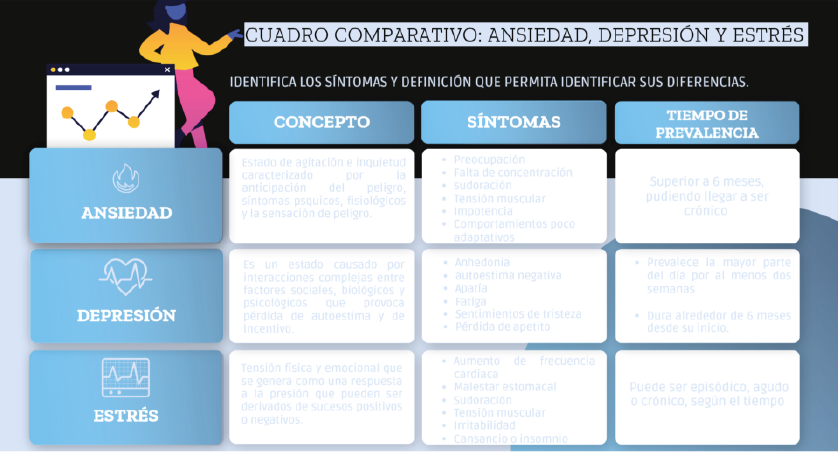 CUADRO COMPARATIVO: ANSIEDAD, DEPRESIÓN Y ESTRÉS
IDENTIFICA LOS SÍNTOMAS Y DEFINICIÓN QUE PERMITA IDENTIFICAR SUS DIFERENCIAS.
CONCEPTO
SÍNTOMAS
TIEMPO DE
PREVALENCIA
ANSIEDAD
Estado de agitación e inquietud
caracterizado por la
anticipación del peligro,
síntomas psquicos, fisiológicos
y la sensación de peligro.
• Preocupación
• Falta de concentración
• sudoración
• Tensión muscular
• Impotencia
• Comportamientos poco
adaptativos
Superior a 6 meses,
pudiendo llegar a ser
crónico
DEPRESIÓN
Es un estado causado por
interacciones complejas entre
factores sociales, biológicos y
psicológicos que provoca
pérdida de autoestima y de
incentivo.
• Anhedonia
• autoestima negativa
• Apatía
• Fatiga
• Sentimientos de tristeza
• Pérdida de apetito
• Prevalece la mayor parte
del día por al menos dos
semanas
• Dura alrededor de 6 meses
desde su inicio.
ESTRÉS
Tensión física y emocional que
se genera como una respuesta
a la presión que pueden ser
derivados de sucesos positivos
o negativos.
• Aumento de frecuencia
cardiaca
• Malestar estomacal
• Sudoración
• Tensión muscular
• Irritabilidad
• Cansancio o insomnio
Puede ser episódico, agudo
o crónico, según el tiempo